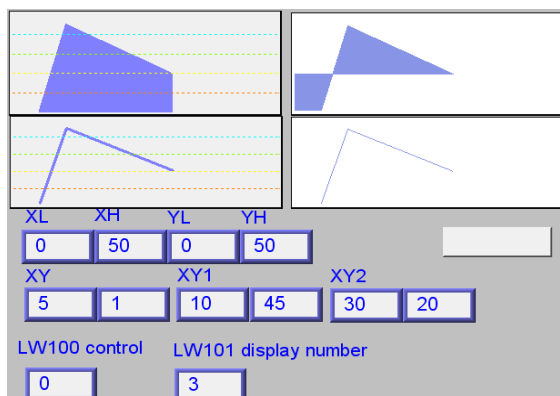 XL XH YL YH
0 50 0 50
XY XY1 XY2
5 1 10 45 30 20
LW100 control LW101 display number
0 3